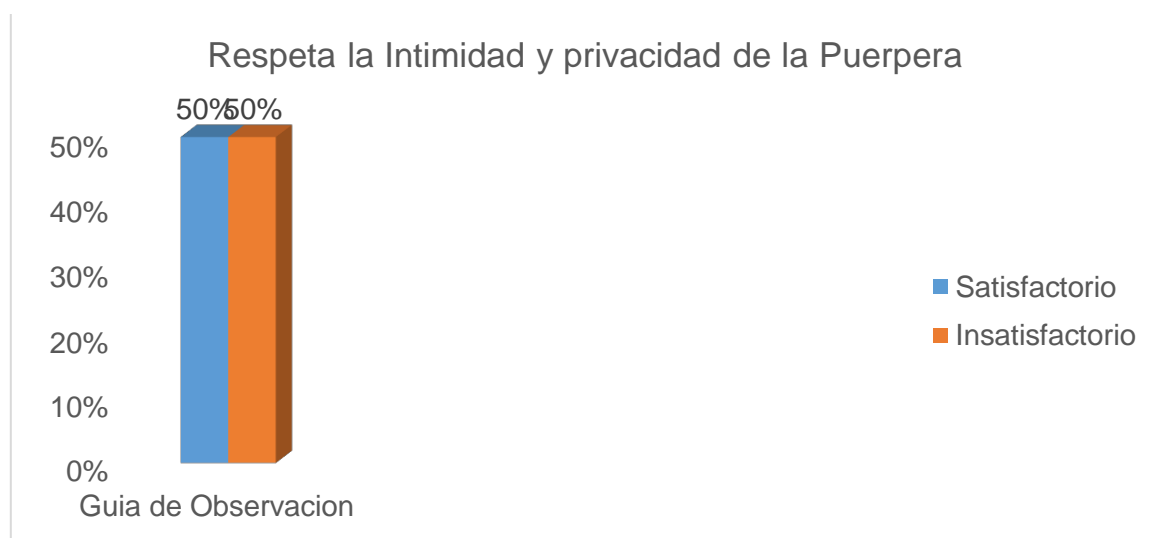 Respeta la Intimidad y privacidad de la Puerpera
50% 50%
50%
40%
30%
20%
10%
0%
Guia de Observacion
Satisfactorio
Insatisfactorio